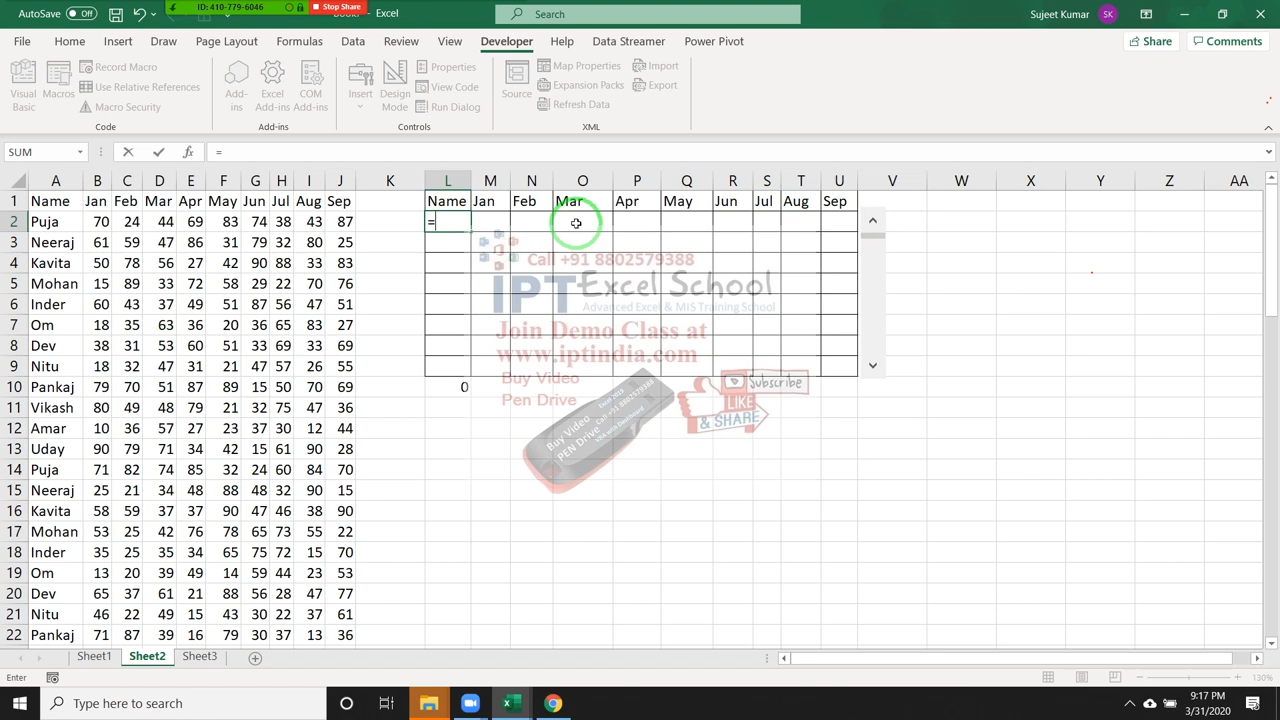 AutoSave Off
ID: 410-779-6046 Stop Share
Excel
Search
Sujeet Kumar SK
File Home Insert Draw Page Layout Formulas Data Review View Developer Help Data Streamer Power Pivot Share Comments
Visual Basic Macros Record Macro Use Relative References Macro Security Code
Add-ins Excel Add-ins COM Add-ins Add-ins
Insert Design Mode Properties View Code Run Dialog Controls
Source Map Properties Expansion Packs Refresh Data Import Export XML
SUM fx =
A B C D E F G H I J K L M N O P Q R S T U V W X Y Z AA
1 Name Jan Feb Mar Apr May Jun Jul Aug Sep Name Jan Feb Mar Apr May Jun Jul Aug Sep
2 Puja 70 24 44 69 83 74 38 43 87 =
3 Neeraj 61 59 47 86 31 79 32 80 25
4 Kavita 50 78 56 27 42 90 88 33 83
5 Mohan 15 89 33 72 58 29 22 70 76
6 Inder 60 43 37 49 51 87 56 47 51
7 Om 18 35 63 36 20 36 65 83 27
8 Dev 38 31 53 60 51 33 69 33 69
9 Nitu 18 32 47 31 21 47 57 26 55
10 Pankaj 79 70 51 87 89 15 50 70 69 0
11 Vikash 80 49 48 79 21 32 75 47 36
12 Amar 10 36 57 27 23 37 30 12 44
13 Uday 90 79 71 34 42 15 61 90 28
14 Puja 71 82 74 85 32 24 60 84 70
15 Neeraj 25 21 34 48 88 48 32 90 15
16 Kavita 58 59 37 37 90 47 46 38 90
17 Mohan 53 25 42 76 78 65 73 55 22
18 Inder 35 25 35 34 65 75 72 15 70
19 Om 13 20 39 49 14 59 44 23 53
20 Dev 65 37 61 21 88 56 28 47 77
21 Nitu 46 22 49 15 43 30 22 37 61
22 Pankaj 71 87 39 16 79 30 37 13 36
Call +91 8802579388
iPT Excel School
Advanced Excel & MIS Training School
Join Demo Class at
www.iptindia.com
Buy Video
Pen Drive
Buy Video
PEN Drive
Call +91 8802579388
Subscribe
LIKE
& SHARE
Sheet1 Sheet2 Sheet3
Enter 130%
Type here to search
9:17 PM
3/31/2020